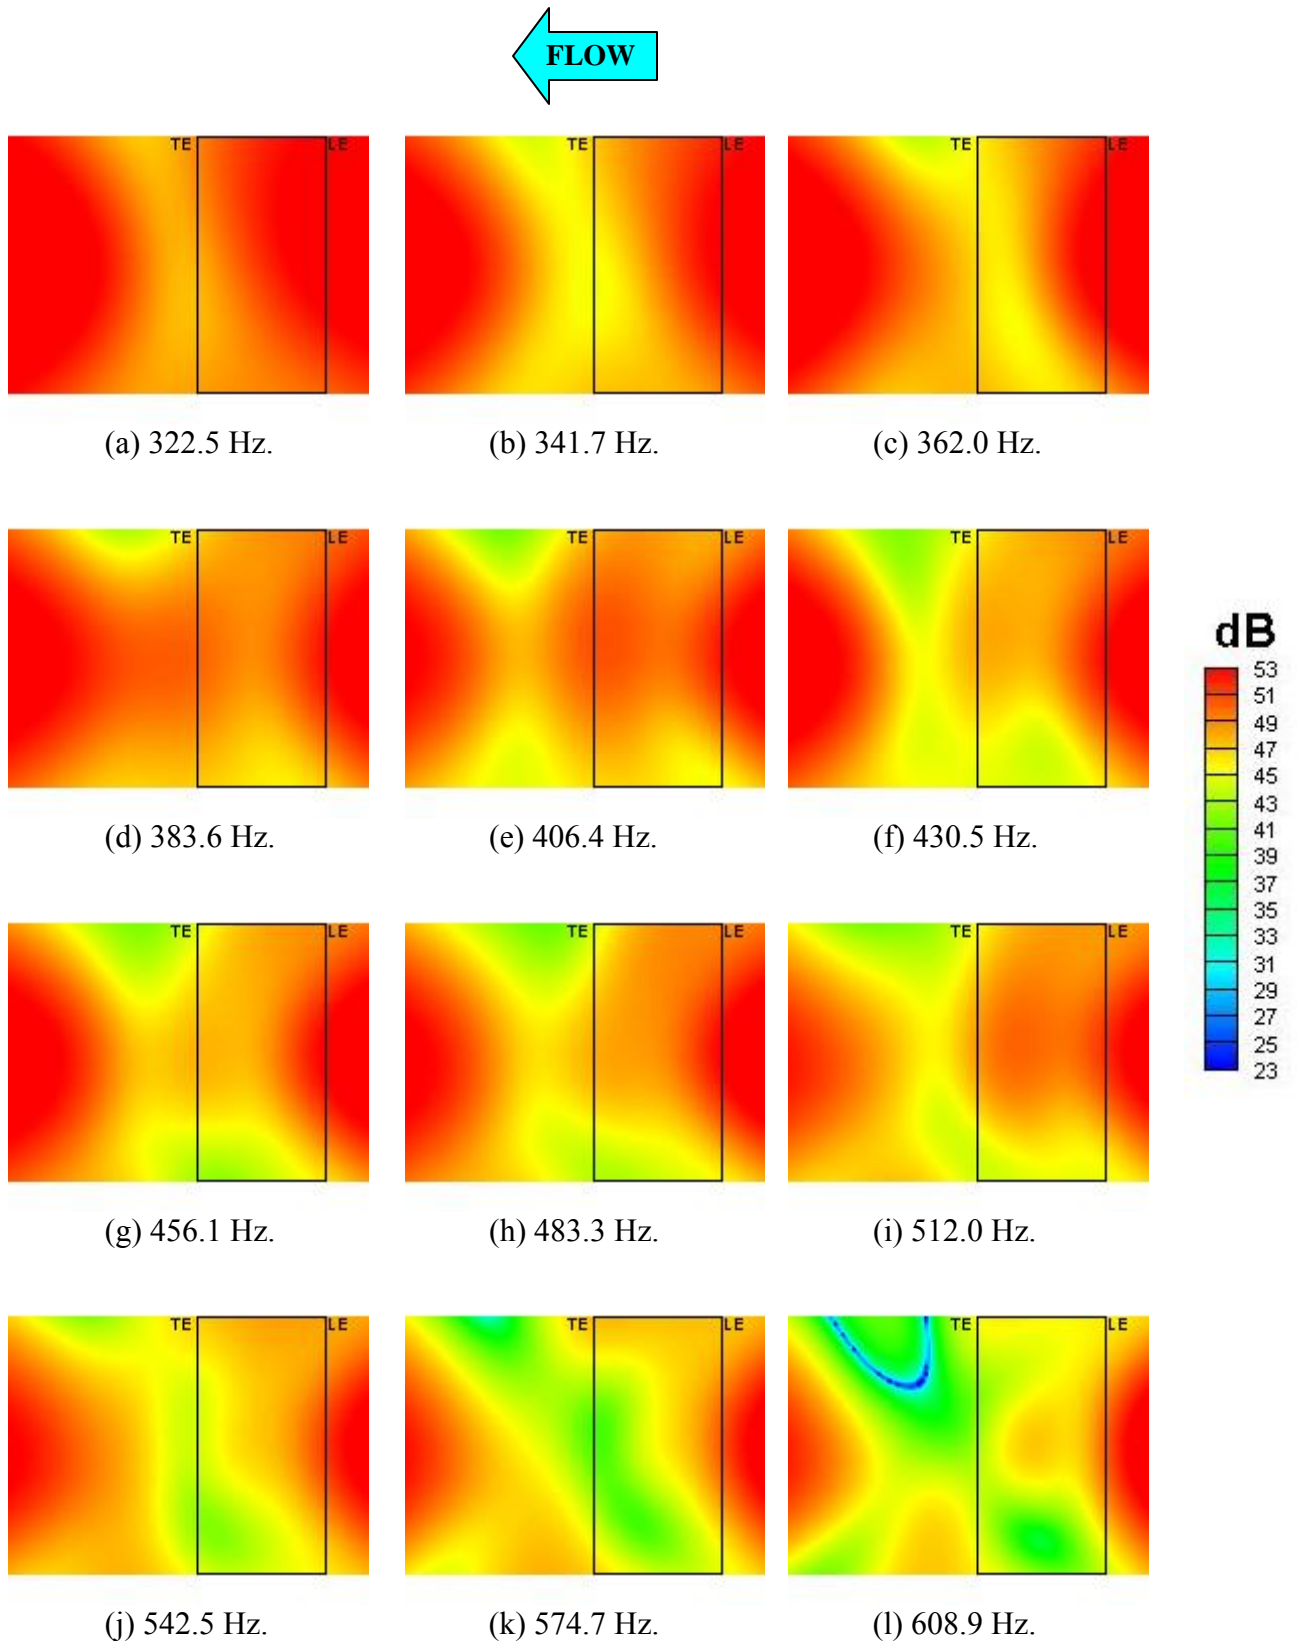 FLOW
TE LE TE LE TE LE
(a) 322.5 Hz. (b) 341.7 Hz. (c) 362.0 Hz.
TE LE TE LE TE LE
(d) 383.6 Hz. (e) 406.4 Hz. (f) 430.5 Hz.
dB
53
51
49
47
45
43
41
39
37
35
33
31
29
27
25
23
TE LE TE LE TE LE
(g) 456.1 Hz. (h) 483.3 Hz. (i) 512.0 Hz.
TE LE TE LE TE LE
(j) 542.5 Hz. (k) 574.7 Hz. (l) 608.9 Hz.